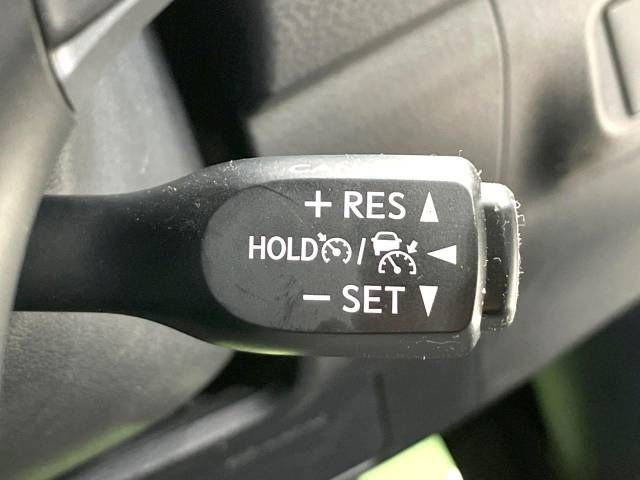 + RES ▲
HOLD / ◀
− SET ▼